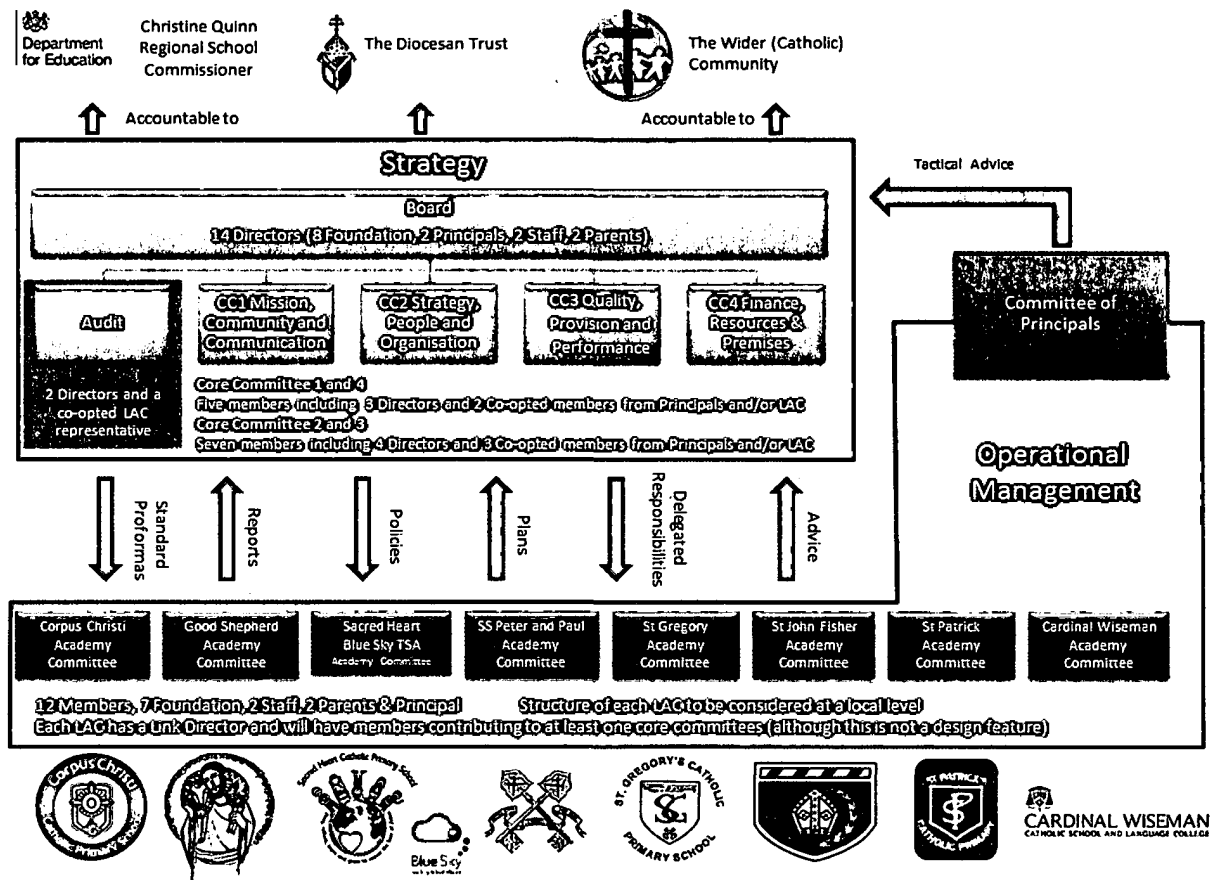 Department
for Education
Christine Quinn
Regional School
Commissioner
The Diocesan Trust
The Wider (Catholic)
Community
Accountable to
Accountable to
Strategy
Board
14 Directors (8 Foundation, 2 Principals, 2 Staff, 2 Parents)
Tactical Advice
Committee of
Principals
Audit
2 Directors and a
co-opted LAC
representative
CC1 Mission,
Community and
Communication
CC2 Strategy,
People and
Organisation
CC3 Quality,
Provision and
Performance
CC4 Finance,
Resources &
Premises
Core Committee 1 and 4
Five members including 3 Directors and 2 Co-opted members from Principals and/or LAC
Core Committee 2 and 3
Seven members including 4 Directors and 3 Co-opted members from Principals and/or LAC
Operational
Management
Standard
Proformas
Reports
Policies
Plans
Delegated
Responsibilities
Advice
Corpus Christi
Academy
Committee
Good Shepherd
Academy
Committee
Sacred Heart
Blue Sky TSA
Academy Committee
SS Peter and Paul
Academy
Committee
St Gregory
Academy
Committee
St John Fisher
Academy
Committee
St Patrick
Academy
Committee
Cardinal Wiseman
Academy
Committee
12 Members, 7 Foundation, 2 Staff, 2 Parents & Principal
Structure of each LAC to be considered at a local level
Each LAC has a Link Director and will have members contributing to at least one core committees (although this is not a design feature)
Corpus Christi
Catholic Primary School
Sacred Heart Catholic Primary School
Blue Sky
ST. GREGORY'S CATHOLIC
PRIMARY SCHOOL
ST PATRICK'S
CATHOLIC PRIMARY
CARDINAL WISEMAN
CATHOLIC SCHOOL AND LANGUAGE COLLEGE